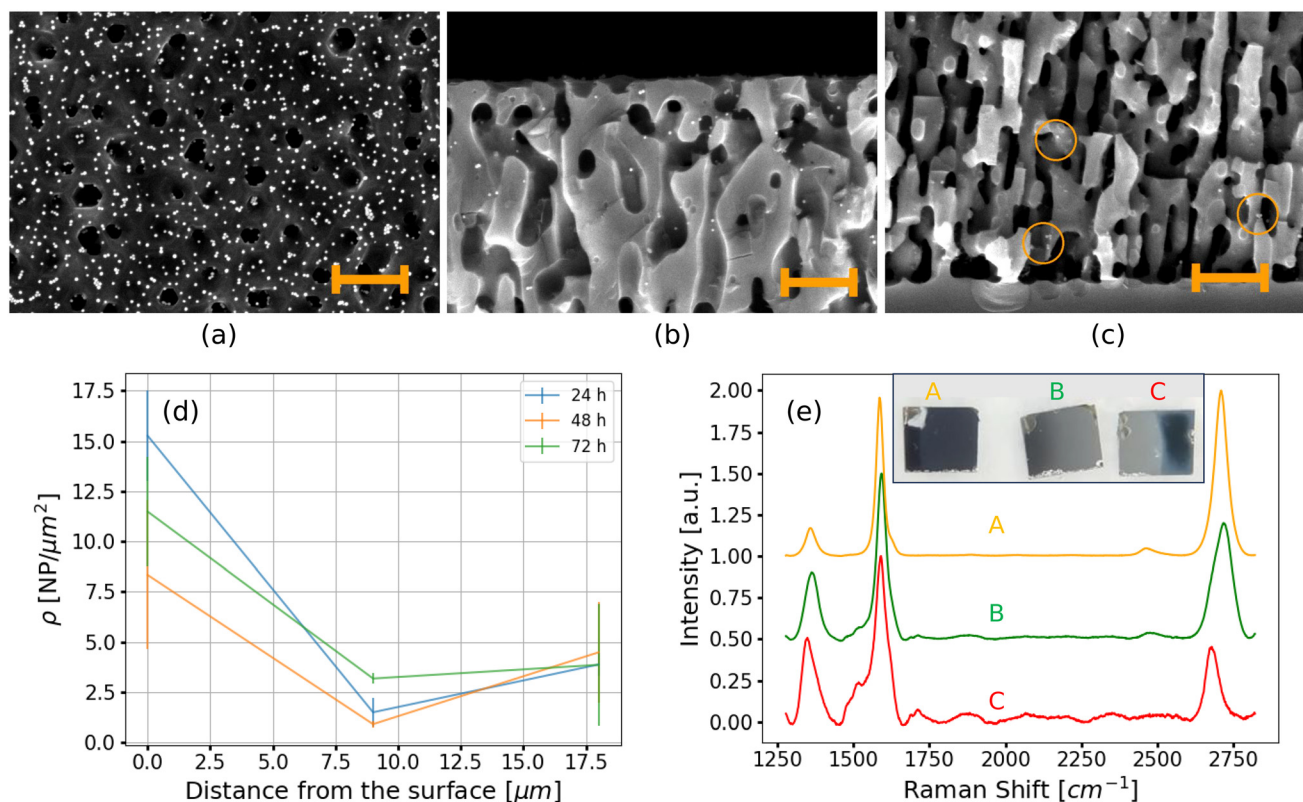 (a)
(b)
(c)
(d)
24 h
48 h
72 h
17.5
15.0
12.5
10.0
7.5
5.0
2.5
0.0
ρ [NP/μm²]
0.0 2.5 5.0 7.5 10.0 12.5 15.0 17.5
Distance from the surface [μm]
(e)
A B C
A
B
C
2.00
1.75
1.50
1.25
1.00
0.75
0.50
0.25
0.00
Intensity [a.u.]
1250 1500 1750 2000 2250 2500 2750
Raman Shift [cm⁻¹]